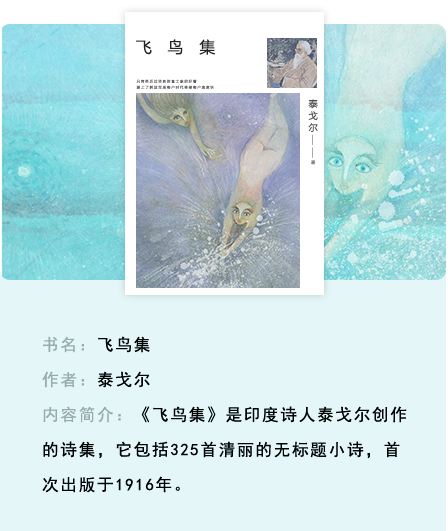 飞鸟集
泰戈尔——著
书名：飞鸟集
作者：泰戈尔
内容简介：《飞鸟集》是印度诗人泰戈尔创作
的诗集，它包括325首清丽的无标题小诗，首
次出版于1916年。